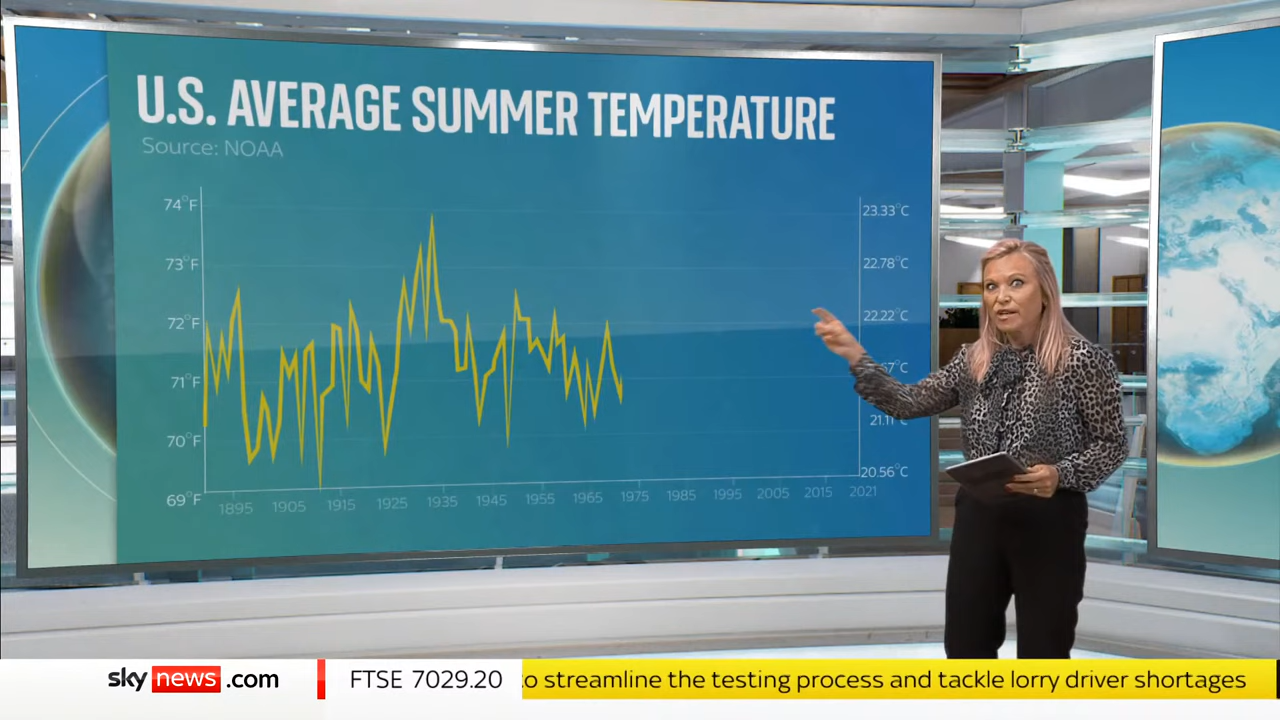 U.S. AVERAGE SUMMER TEMPERATURE
Source: NOAA
74°F
73°F
72°F
71°F
70°F
69°F
23.33°C
22.78°C
22.22°C
7°C
21.11°C
20.56°C
1895 1905 1915 1925 1935 1945 1955 1965 1975 1985 1995 2005 2015 2021
sky news .com
FTSE 7029.20
to streamline the testing process and tackle lorry driver shortages